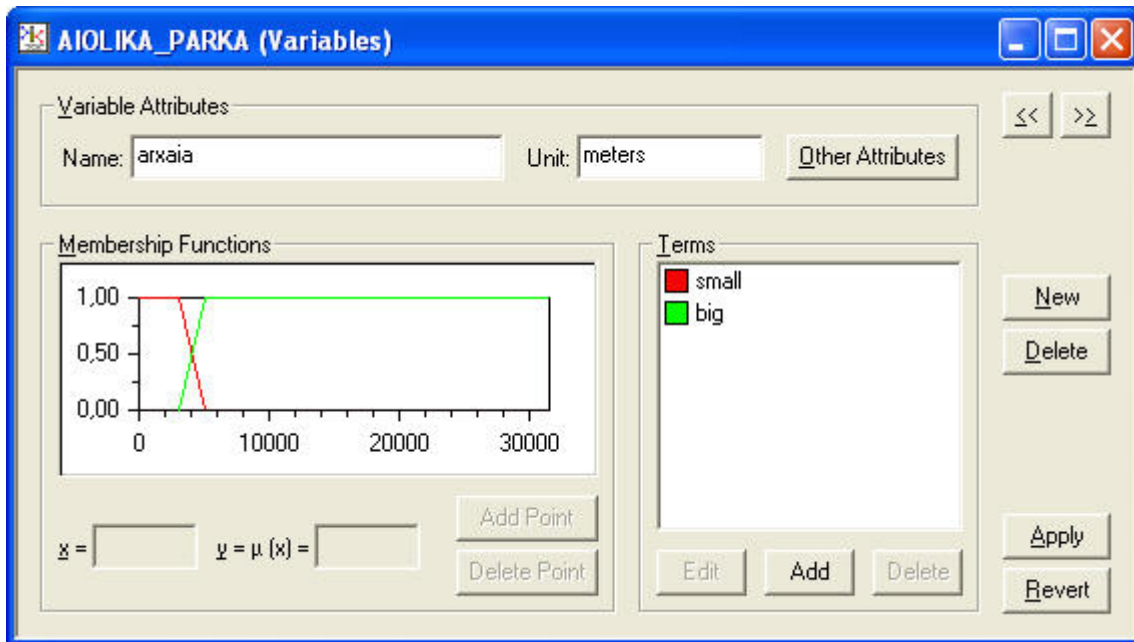 AIOLIKA_PARKA (Variables)
Variable Attributes
<< >>
Name: arxaia Unit: meters Other Attributes
Membership Functions
1,00
0,50
0,00
0 10000 20000 30000
x = y = μ (x) =
Add Point
Delete Point
Terms
small
big
Edit Add Delete
New
Delete
Apply
Revert